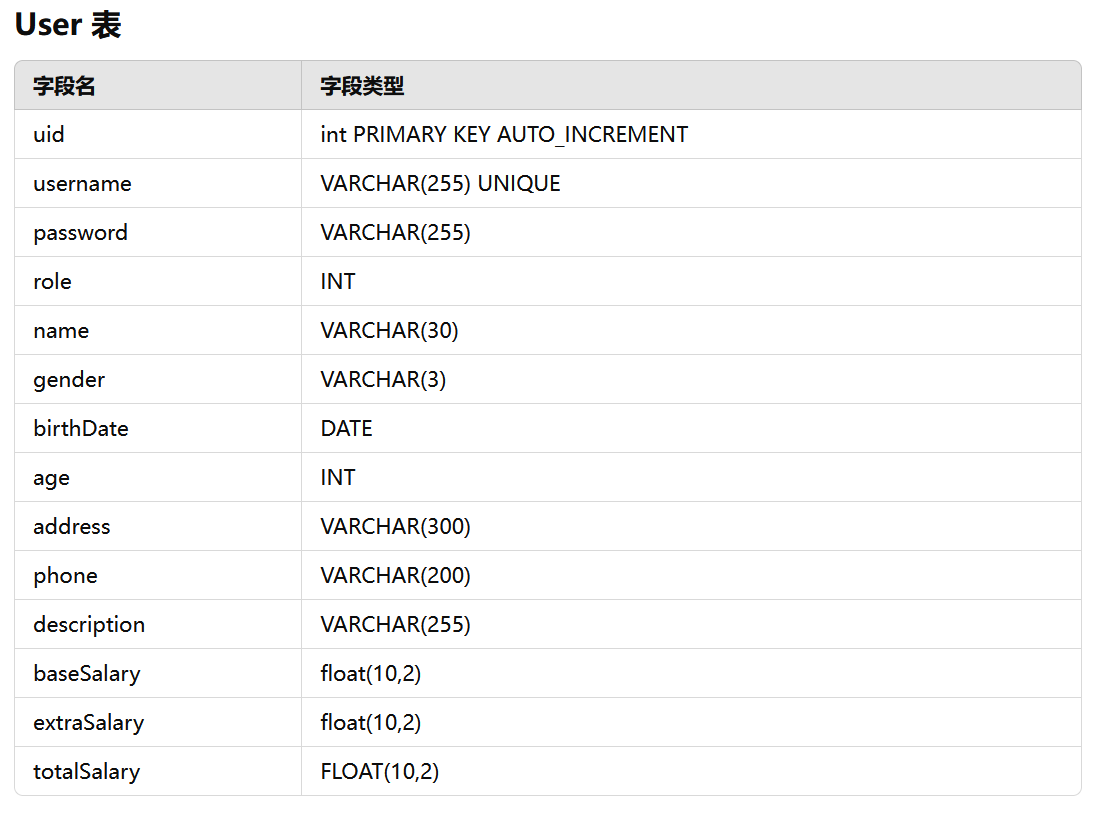 User 表
字段名 字段类型
uid int PRIMARY KEY AUTO_INCREMENT
username VARCHAR(255) UNIQUE
password VARCHAR(255)
role INT
name VARCHAR(30)
gender VARCHAR(3)
birthDate DATE
age INT
address VARCHAR(300)
phone VARCHAR(200)
description VARCHAR(255)
baseSalary float(10,2)
extraSalary float(10,2)
totalSalary FLOAT(10,2)